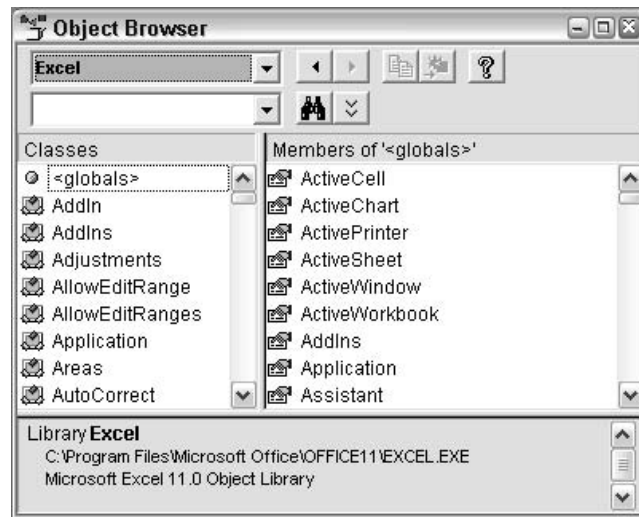 Object Browser
Excel
Classes
Members of '<globals>'
<globals>
AddIn
AddIns
Adjustments
AllowEditRange
AllowEditRanges
Application
Areas
AutoCorrect
ActiveCell
ActiveChart
ActivePrinter
ActiveSheet
ActiveWindow
ActiveWorkbook
AddIns
Application
Assistant
Library Excel
C:\Program Files\Microsoft Office\OFFICE11\EXCEL.EXE
Microsoft Excel 11.0 Object Library